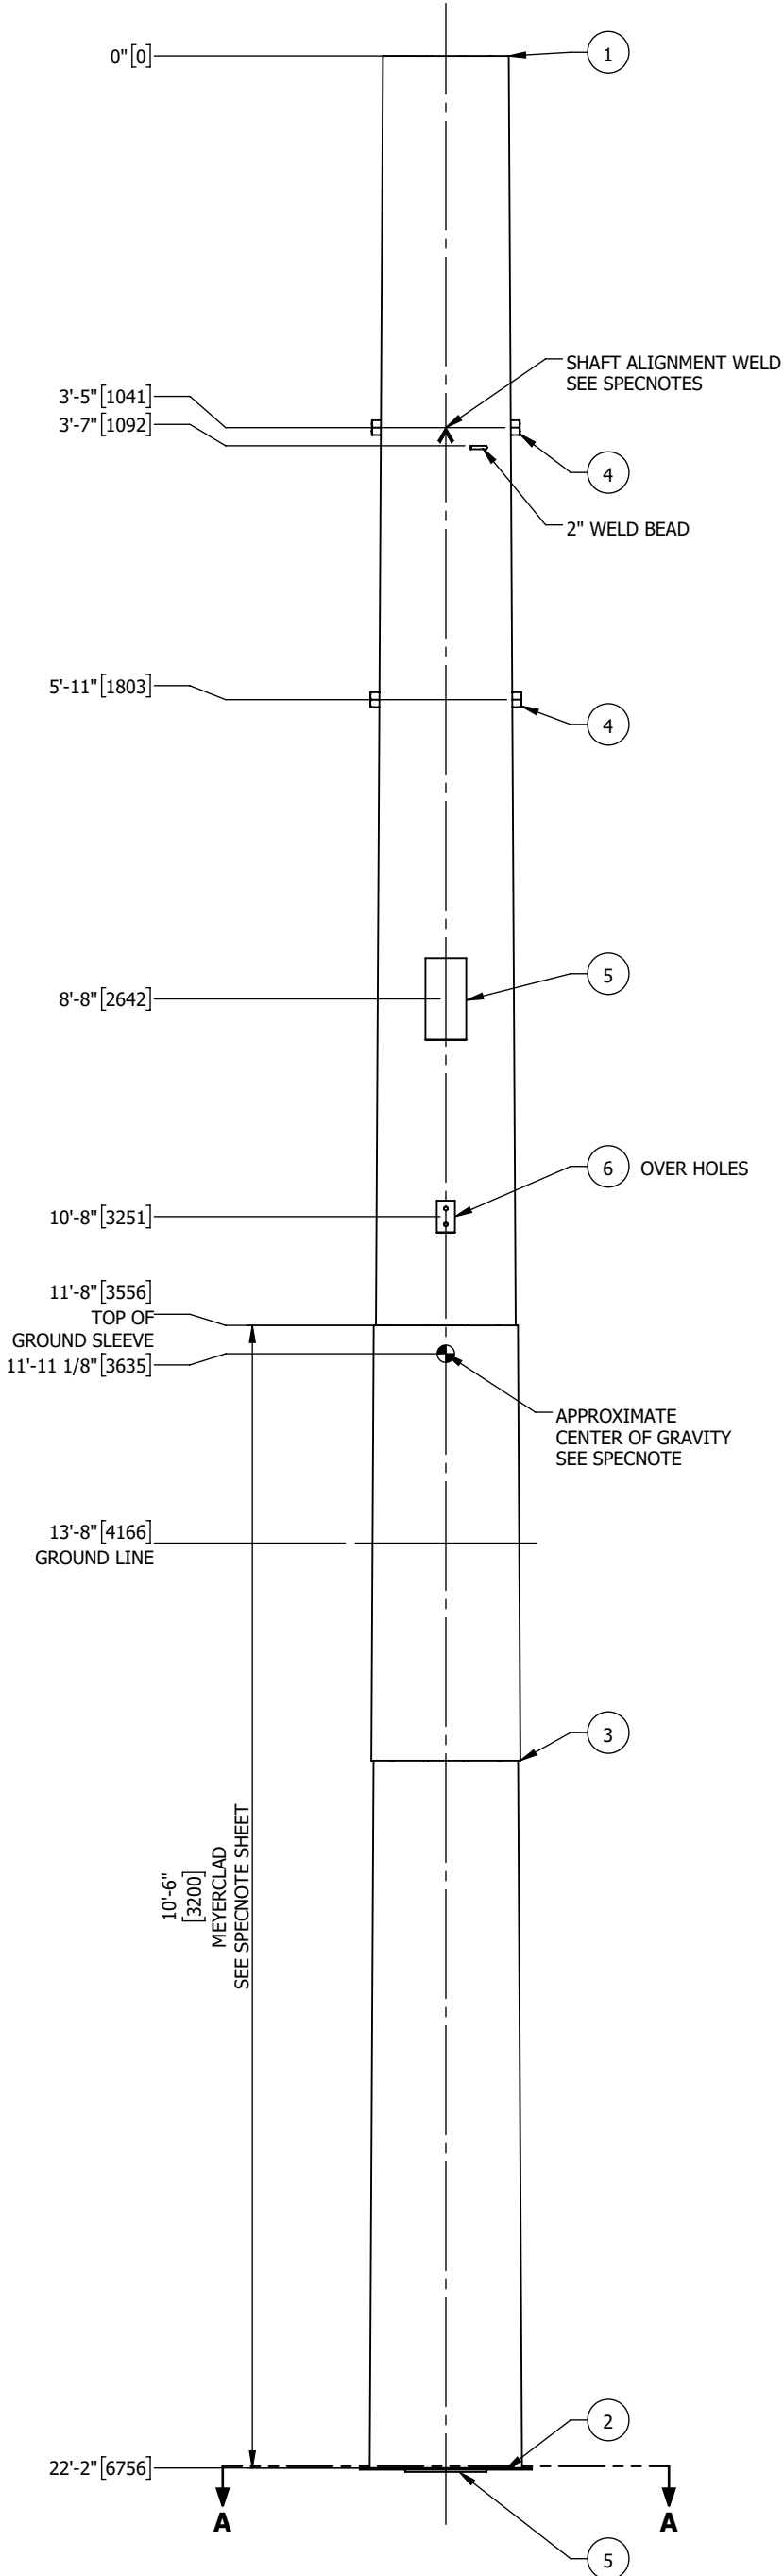 0" [0]
1
SHAFT ALIGNMENT WELD
SEE SPECNOTES
3'-5" [1041]
3'-7" [1092]
4
2" WELD BEAD
5'-11" [1803]
4
5
8'-8" [2642]
6 OVER HOLES
10'-8" [3251]
11'-8" [3556]
TOP OF
GROUND SLEEVE
11'-11 1/8" [3635]
APPROXIMATE
CENTER OF GRAVITY
SEE SPECNOTE
13'-8" [4166]
GROUND LINE
3
10'-6"
[3200]
MEYERCLAD
SEE SPECNOTE SHEET
2
22'-2" [6756]
A A
5